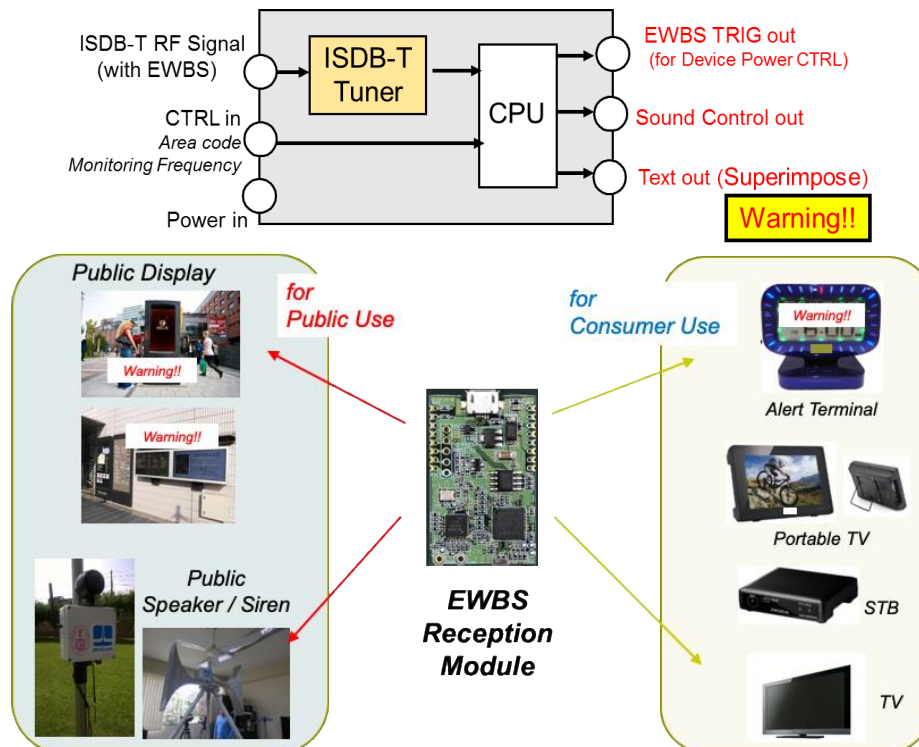 ISDB-T RF Signal
(with EWBS)
ISDB-T
Tuner
CTRL in
Area code
Monitoring Frequency
Power in
CPU
EWBS TRIG out
(for Device Power CTRL)
Sound Control out
Text out (Superimpose)
Warning!!
Public Display
Warning!!
Warning!!
Public
Speaker / Siren
for
Public Use
for
Consumer Use
EWBS
Reception
Module
Warning!!
Alert Terminal
Portable TV
STB
TV